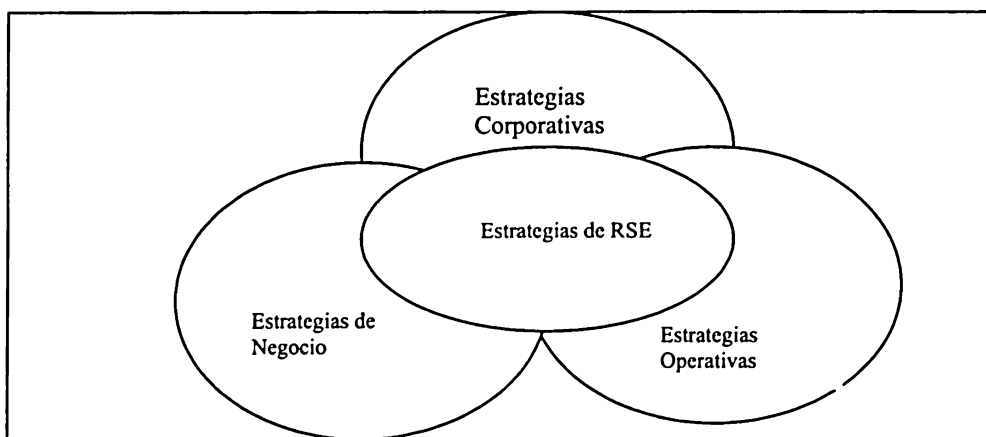 Estrategias
Corporativas
Estrategias de RSE
Estrategias de
Negocio
Estrategias
Operativas